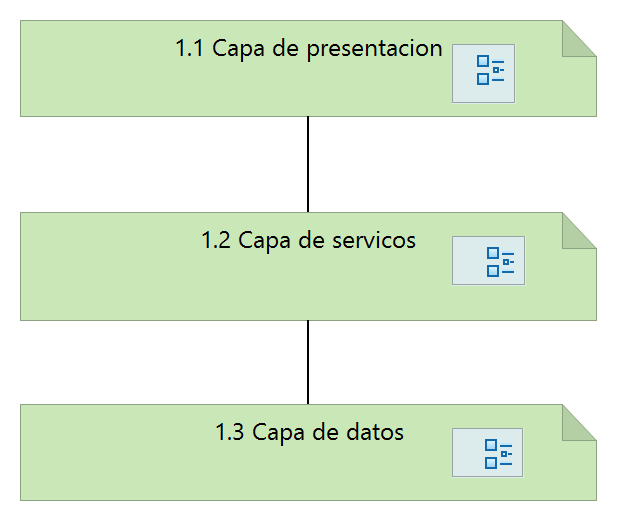 1.1 Capa de presentacion
1.2 Capa de servicos
1.3 Capa de datos